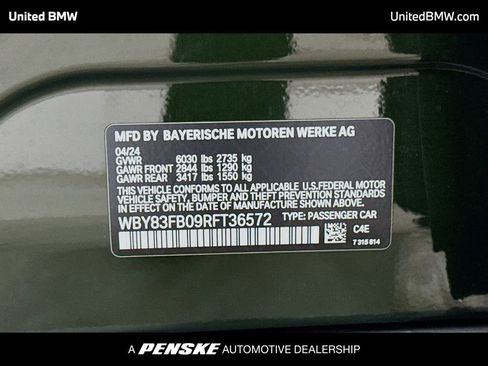 United BMW
UnitedBMW.com
MFD BY BAYERISCHE MOTOREN WERKE AG
04/24
GVWR 6030 lbs 2735 kg
GAWR FRONT 2844 lbs 1290 kg
GAWR REAR 3417 lbs 1550 kg
THIS VEHICLE CONFORMS TO ALL APPLICABLE U.S. FEDERAL MOTOR
VEHICLE SAFETY, BUMPER, AND THEFT PREVENTION STANDARDS
IN EFFECT ON THE DATE OF MANUFACTURE SHOWN ABOVE.
WBY83FB09RFT36572 TYPE: PASSENGER CAR
C4E
7 315 814
A PENSKE AUTOMOTIVE DEALERSHIP